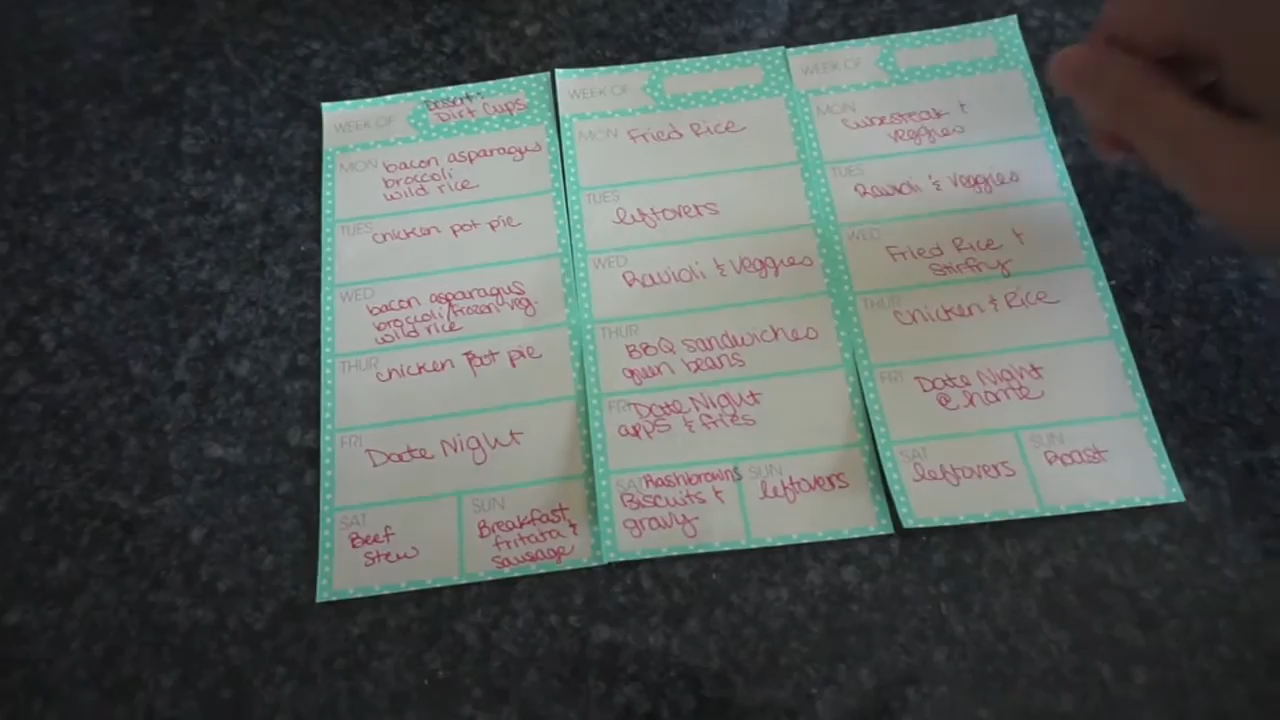 WEEK OF
Dessert:
Dirt Cups
MON bacon asparagus
broccoli
wild rice
TUES chicken pot pie
WED bacon asparagus
broccoli/frozen veg.
wild rice
THUR chicken pot pie
FRI Date Night
SAT
Beef
Stew
SUN
Breakfast,
fritata &
sausage
WEEK OF
MON Fried Rice
TUES
leftovers
WED
Ravioli & Veggies
THUR
BBQ sandwiches
green beans
FRI Date Night
apps & fries
SAT Hashbrowns
Biscuits &
gravy
SUN
leftovers
WEEK OF
MON
Cubesteak &
veggies
TUES
Ravioli & Veggies
WED
Fried Rice &
Stirfry
THUR
Chicken & Rice
FRI
Date Night
@ home
SAT
leftovers
SUN
Roast